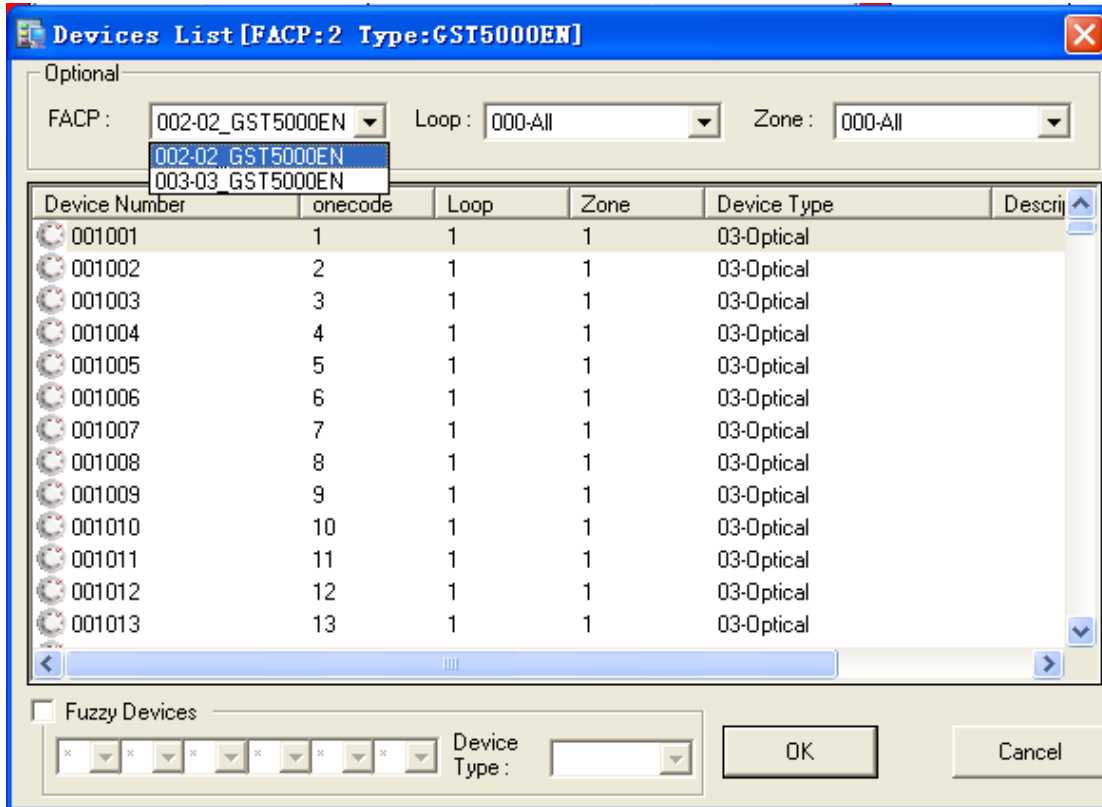 Devices List[FACP:2 Type:GST5000EN]
Optional
FACP : 002-02_GST5000EN Loop : 000-All Zone : 000-All
002-02_GST5000EN
003-03_GST5000EN
Device Number onecode Loop Zone Device Type Descrip
001001 1 1 1 03-Optical
001002 2 1 1 03-Optical
001003 3 1 1 03-Optical
001004 4 1 1 03-Optical
001005 5 1 1 03-Optical
001006 6 1 1 03-Optical
001007 7 1 1 03-Optical
001008 8 1 1 03-Optical
001009 9 1 1 03-Optical
001010 10 1 1 03-Optical
001011 11 1 1 03-Optical
001012 12 1 1 03-Optical
001013 13 1 1 03-Optical
Fuzzy Devices
* * * * * * Device Type :
OK Cancel